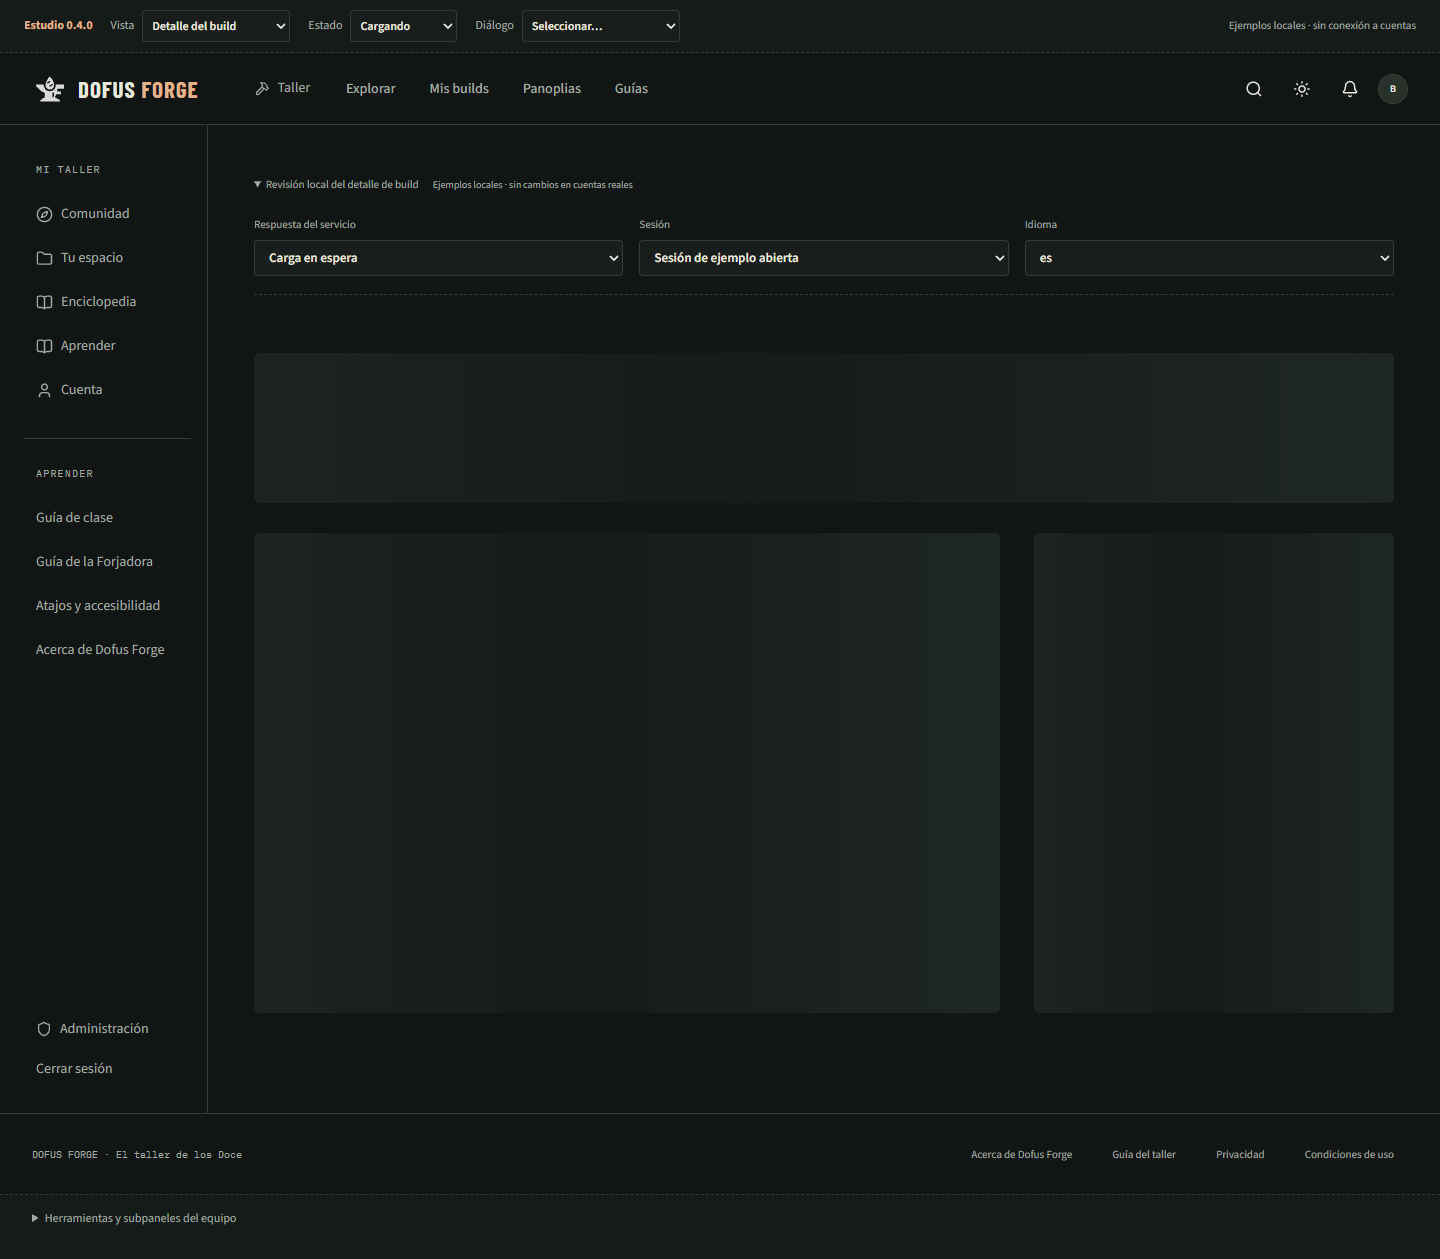 Estudio 0.4.0 Vista Detalle del build Estado Cargando Diálogo Seleccionar... Ejemplos locales · sin conexión a cuentas
DOFUS FORGE Taller Explorar Mis builds Panoplias Guías B
MI TALLER
Comunidad
Tu espacio
Enciclopedia
Aprender
Cuenta
APRENDER
Guía de clase
Guía de la Forjadora
Atajos y accesibilidad
Acerca de Dofus Forge
Administración
Cerrar sesión
Revisión local del detalle de build Ejemplos locales · sin cambios en cuentas reales
Respuesta del servicio Sesión Idioma
Carga en espera Sesión de ejemplo abierta es
DOFUS FORGE · El taller de los Doce Acerca de Dofus Forge Guía del taller Privacidad Condiciones de uso
Herramientas y subpaneles del equipo